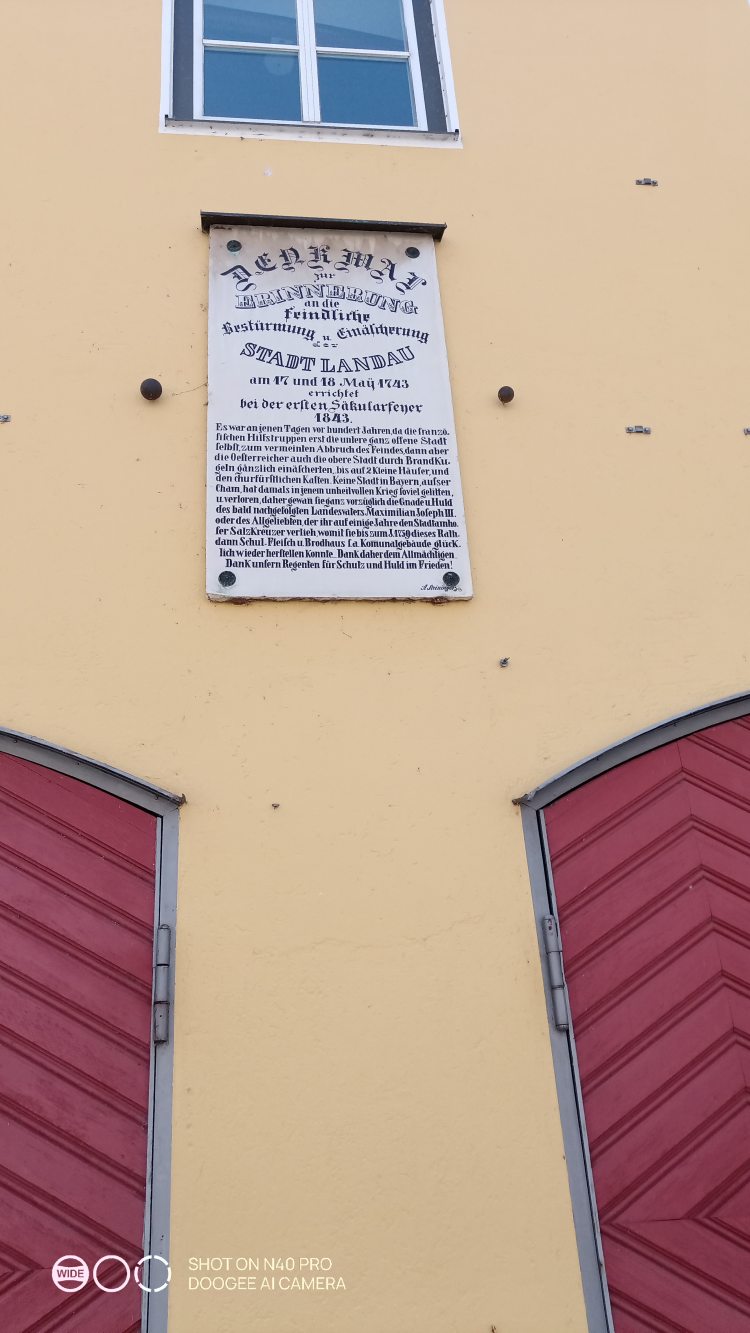 DENKMAL
zur
ERINNERUNG
an die
feindliche
Bestürmung u. Einäscherung
der
STADT LANDAU
am 17 und 18 Maÿ 1743
errichtet
bei der ersten Säkularfeyer
1843.
Es war an jenen Tagen vor hundert Jahren, da die franzö-
sischen Hilfstruppen erst die untere ganz offene Stadt
selbst, zum vermeinten Abbruch des Feindes, dann aber
die Oesterreicher auch die obere Stadt durch BrandKu-
geln gänzlich einäscherten, bis auf 2 Kleine Häuser, und
den churfürstlichen Kasten. Keine Stadt in Bayern, ausser
Cham, hat damals in jenem unheilvollen Krieg soviel gelitten,
u. verloren, daher gewan sie ganz vorzüglich die Gnade u. Huld
des bald nachgefolgten Landesvaters Maximilian Joseph III.
oder des Allgeliebten, der ihr auf einige Jahre den Stadtamho-
fer SalzKreuzer verlieh, womit sie bis zum J. 1759 dieses Rath-
dann Schul- Fleisch u. Brodhaus f.a. Komunalgebäude glück-
lich wieder herstellen Konnte. Dank daher dem Allmächtigen
Dank unsern Regenten für Schutz und Huld im Frieden!
WIDE
SHOT ON N40 PRO
DOOGEE AI CAMERA